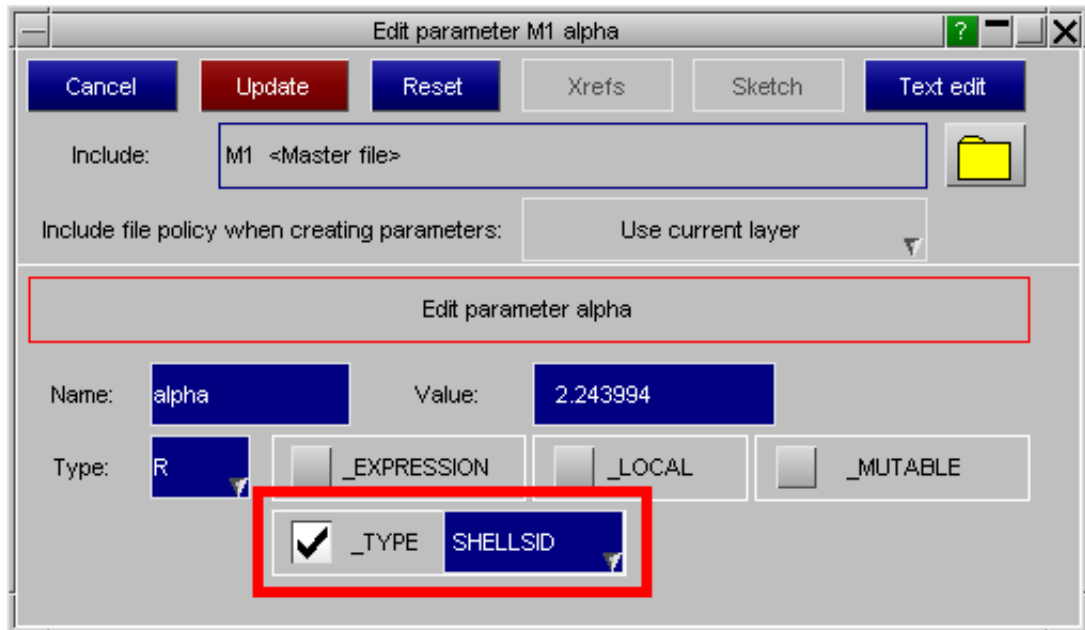 Edit parameter M1 alpha ?
Cancel Update Reset Xrefs Sketch Text edit
Include: M1 <Master file>
Include file policy when creating parameters: Use current layer
Edit parameter alpha
Name: alpha Value: 2.243994
Type: R _EXPRESSION _LOCAL _MUTABLE
_TYPE SHELLSID